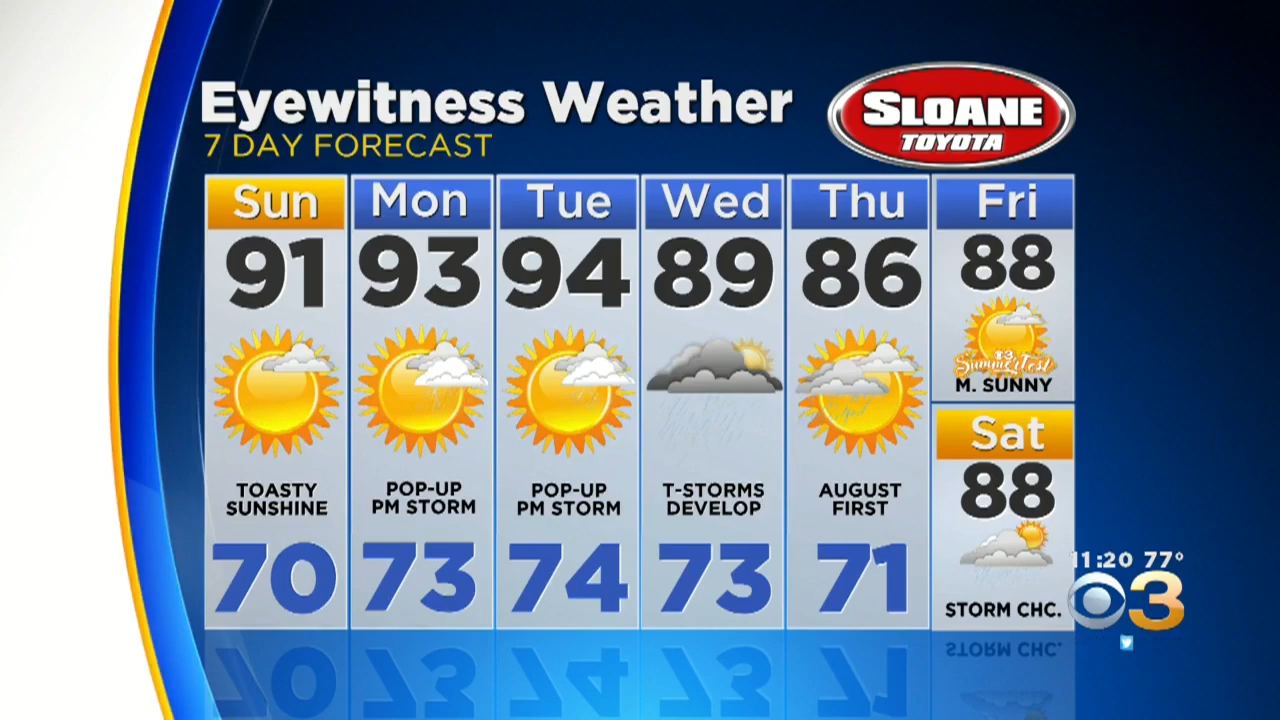 Eyewitness Weather
7 DAY FORECAST
SLOANE
TOYOTA
Sun
91
TOASTY
SUNSHINE
70
Mon
93
POP-UP
PM STORM
73
Tue
94
POP-UP
PM STORM
74
Wed
89
T-STORMS
DEVELOP
73
Thu
86
AUGUST
FIRST
71
Fri
88
3
SummerFest
M. SUNNY
Sat
88
STORM CHC.
11:20 77°
3